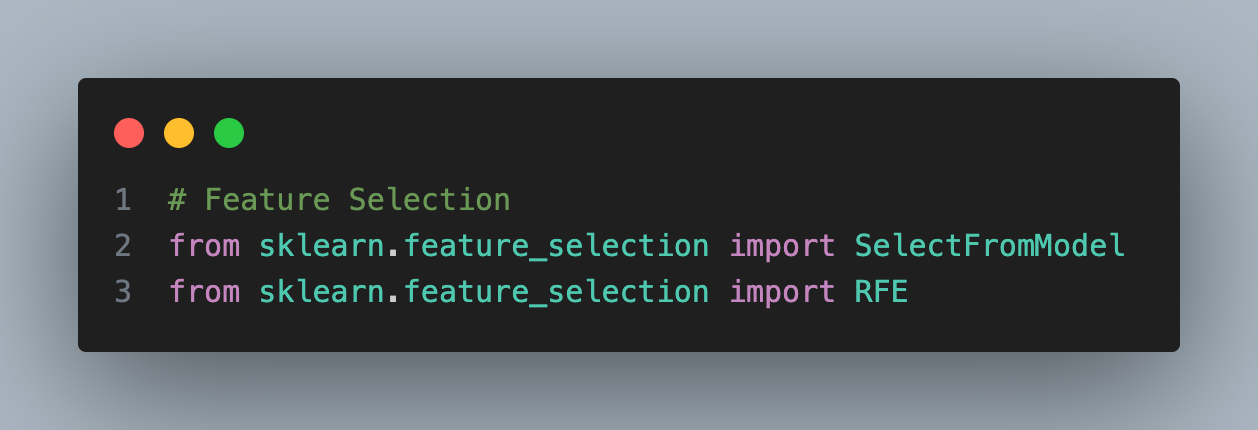 1 # Feature Selection
2 from sklearn.feature_selection import SelectFromModel
3 from sklearn.feature_selection import RFE